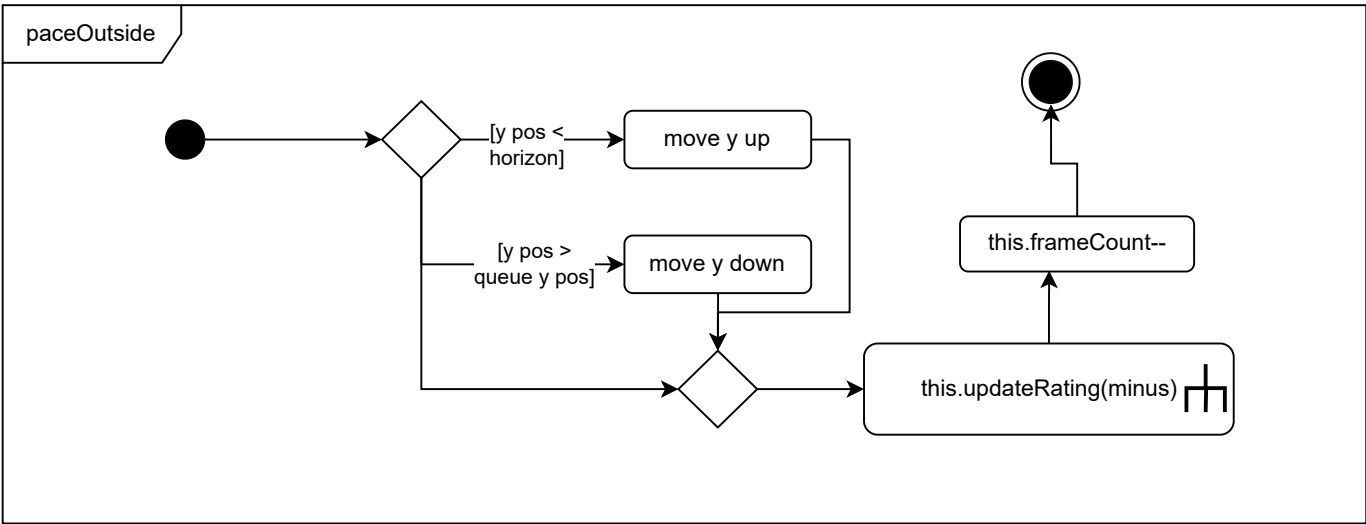 paceOutside
[y pos <
horizon]
move y up
[y pos >
queue y pos]
move y down
this.frameCount--
this.updateRating(minus)